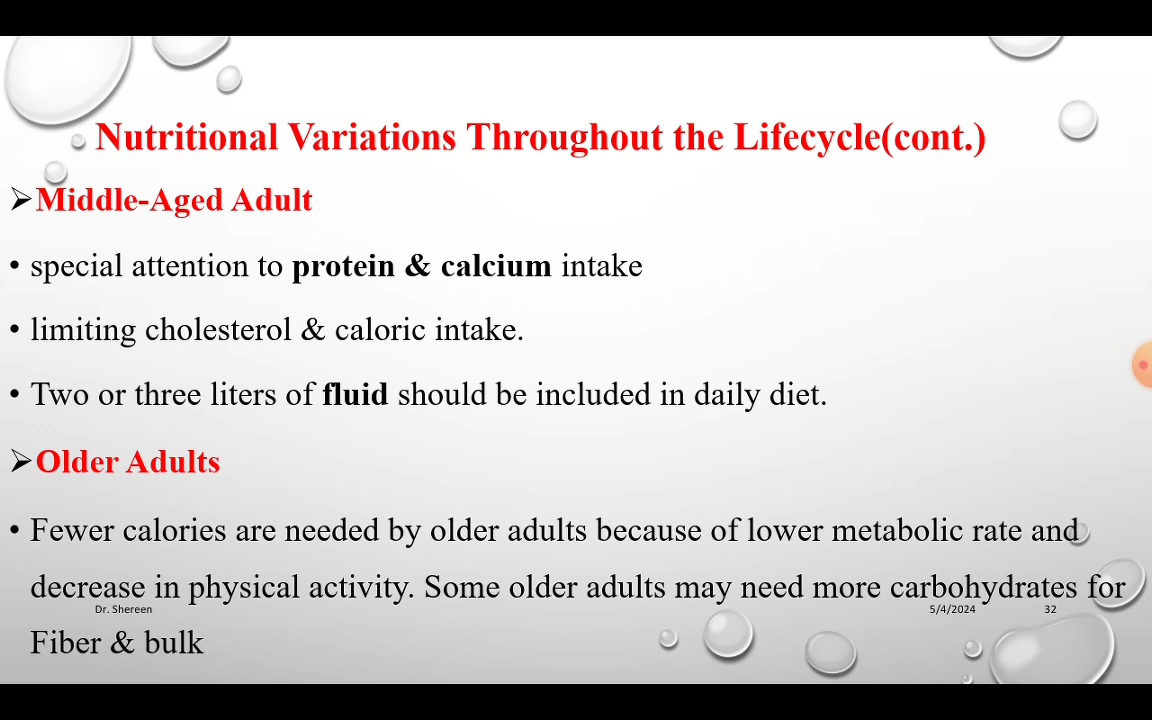 Nutritional Variations Throughout the Lifecycle(cont.)
➢Middle-Aged Adult
• special attention to protein & calcium intake
• limiting cholesterol & caloric intake.
• Two or three liters of fluid should be included in daily diet.
➢Older Adults
• Fewer calories are needed by older adults because of lower metabolic rate and
decrease in physical activity. Some older adults may need more carbohydrates for
Dr. Shereen 5/4/2024 32
Fiber & bulk